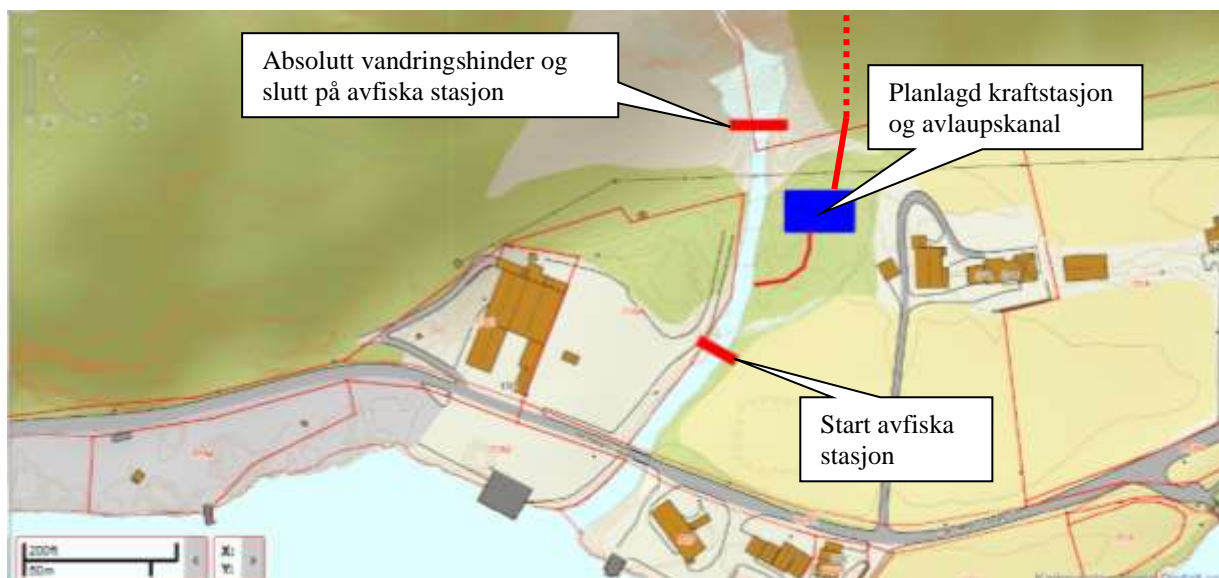 Absolutt vandringshinder og
slutt på avfiska stasjon
Planlagd kraftstasjon
og avlaupskanal
Start avfiska
stasjon
200ft
50m
X:
Y: